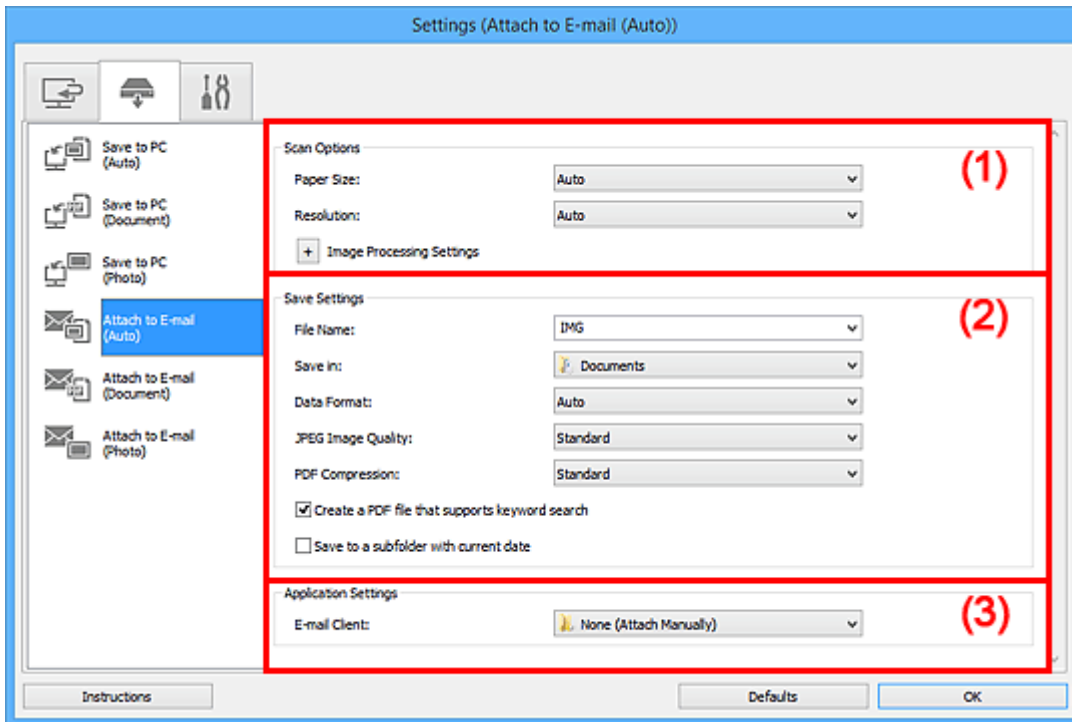 Settings (Attach to E-mail (Auto))
Save to PC
(Auto)
Save to PC
(Document)
Save to PC
(Photo)
Attach to E-mail
(Auto)
Attach to E-mail
(Document)
Attach to E-mail
(Photo)
(1)
Scan Options
Paper Size: Auto
Resolution: Auto
+ Image Processing Settings
(2)
Save Settings
File Name: IMG
Save in: Documents
Data Format: Auto
JPEG Image Quality: Standard
PDF Compression: Standard
Create a PDF file that supports keyword search
Save to a subfolder with current date
(3)
Application Settings
E-mail Client: None (Attach Manually)
Instructions Defaults OK